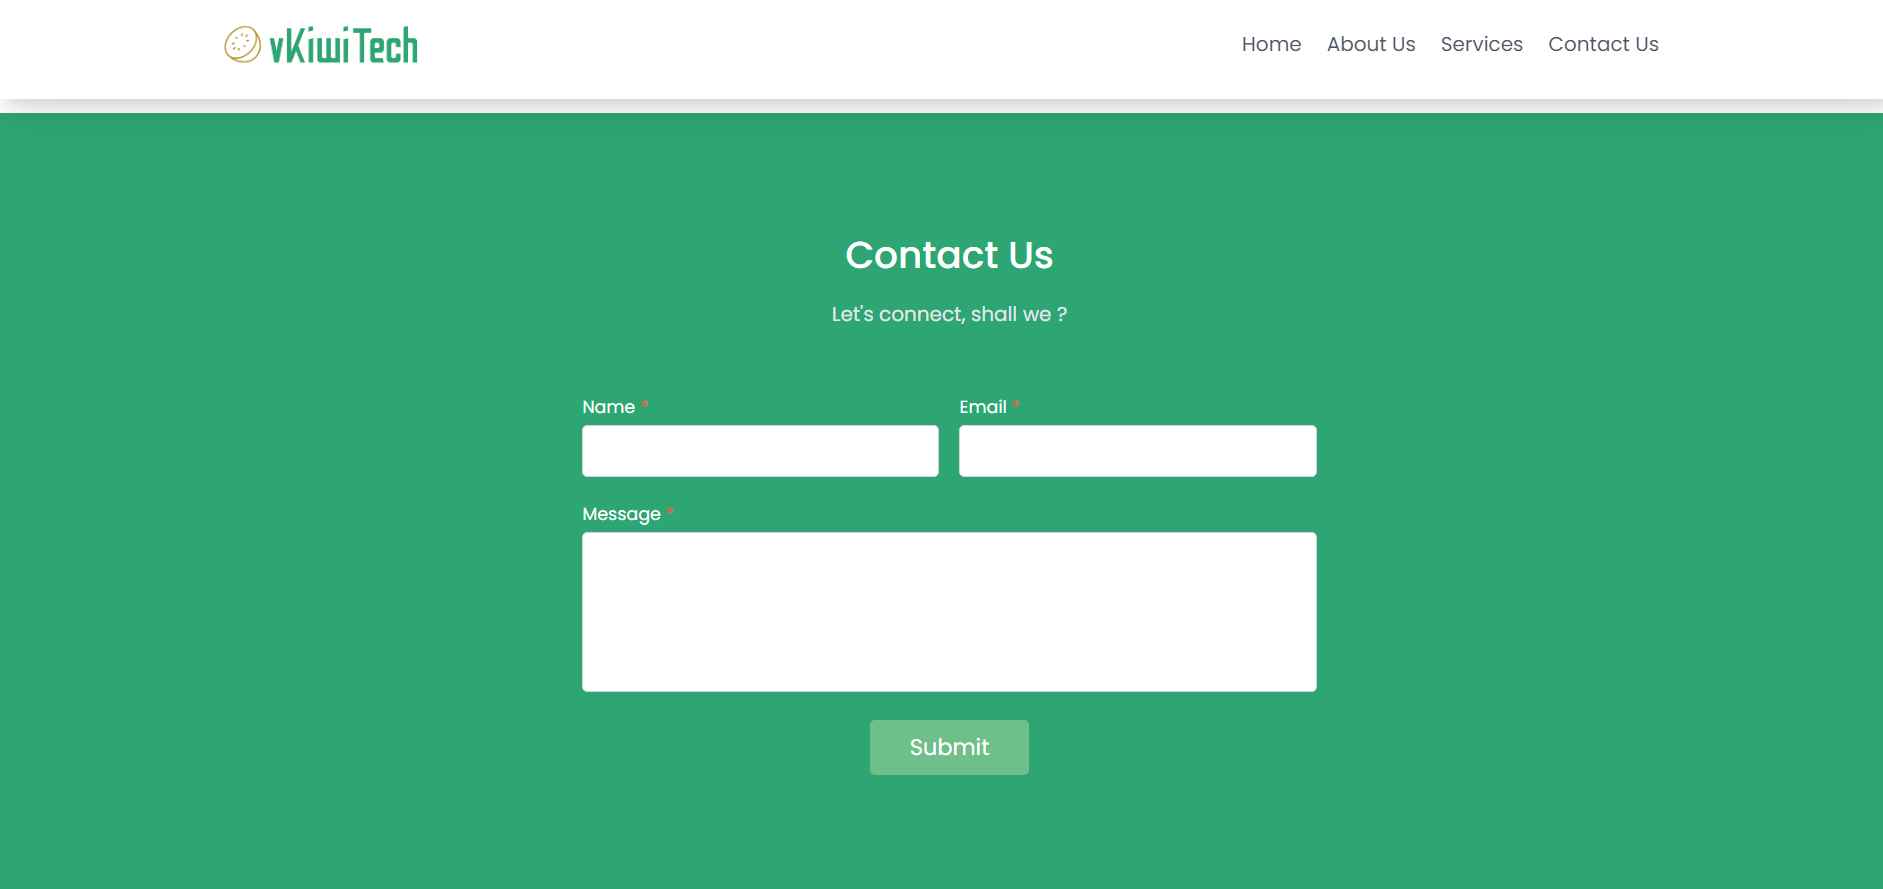 vKiwiTech
Home About Us Services Contact Us
Contact Us
Let's connect, shall we ?
Name * Email *
Message *
Submit